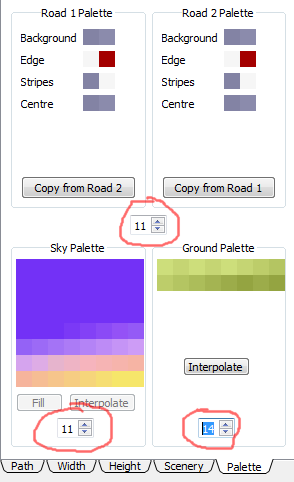 Road 1 Palette
Road 2 Palette
Background
Background
Edge
Edge
Stripes
Stripes
Centre
Centre
Copy from Road 2
Copy from Road 1
11
Sky Palette
Ground Palette
Interpolate
Fill
Interpolate
11
14
Path
Width
Height
Scenery
Palette